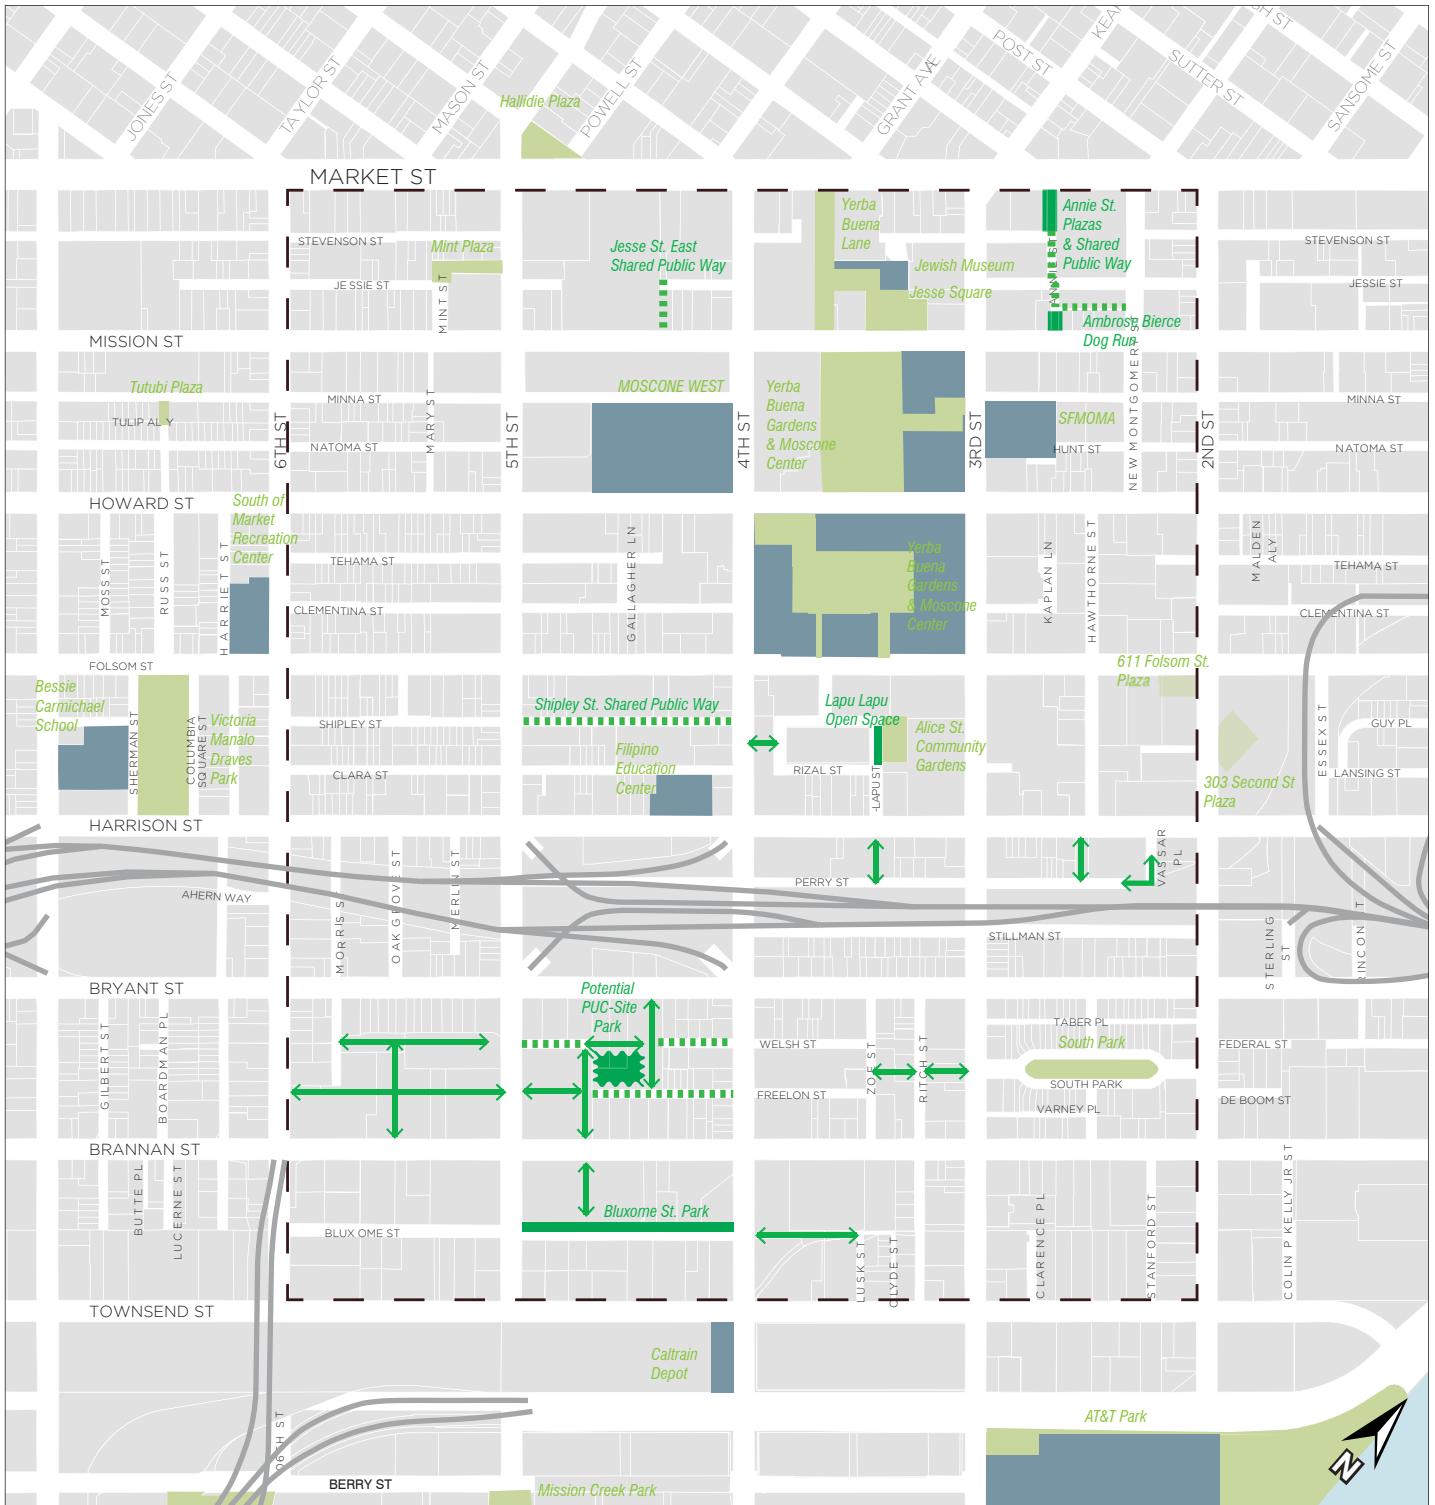 JONES ST
TAYLOR ST
MASON ST
POWELL ST
GRANT AVE
POST ST
SUTTER ST
SANSOME ST
Hallidie Plaza
MARKET ST
STEVENSON ST
Mint Plaza
JESSIE ST
MINT ST
Jesse St. East
Shared Public Way
Yerba
Buena
Lane
Jewish Museum
Jesse Square
Annie St.
Plazas
& Shared
Public Way
ANNIE ST
Ambrose Bierce
Dog Run
STEVENSON ST
JESSIE ST
MISSION ST
Tutubi Plaza
TULIP ALY
MINNA ST
NATOMA ST
MARY ST
6TH ST
5TH ST
4TH ST
3RD ST
2ND ST
MOSCONE WEST
Yerba
Buena
Gardens
& Moscone
Center
SFMOMA
HUNT ST
NEW MONTGOMERY ST
MINNA ST
NATOMA ST
HOWARD ST
South of
Market
Recreation
Center
MOSS ST
RUSS ST
HARRIET ST
TEHAMA ST
CLEMENTINA ST
GALLAGHER LN
Yerba
Buena
Gardens
& Moscone
Center
KAPLAN LN
HAWTHORNE ST
MALDEN
ALY
TEHAMA ST
CLEMENTINA ST
FOLSOM ST
611 Folsom St.
Plaza
Bessie
Carmichael
School
SHERMAN ST
COLUMBIA
SQUARE ST
Victoria
Manalo
Draves
Park
SHIPLEY ST
CLARA ST
Shipley St. Shared Public Way
Filipino
Education
Center
Lapu Lapu
Open Space
Alice St.
Community
Gardens
RIZAL ST
-LAPU ST
303 Second St
Plaza
ESSEX ST
GUY PL
LANSING ST
HARRISON ST
AHERN WAY
MORRIS ST
OAK GROVE ST
MERLIN ST
PERRY ST
VASSAR
PL
STILLMAN ST
STERLING
ST
RINCON ST
BRYANT ST
GILBERT ST
BOARDMAN PL
Potential
PUC-Site
Park
WELSH ST
FREELON ST
ZOE ST
RITCH ST
TABER PL
South Park
SOUTH PARK
VARNEY PL
FEDERAL ST
DE BOOM ST
BRANNAN ST
BUTTE PL
LUCERNE ST
BLUXOME ST
Bluxome St. Park
LUSK ST
CLYDE ST
CLARENCE PL
STANFORD ST
COLIN P KELLY JR ST
TOWNSEND ST
Caltrain
Depot
AT&T Park
06TH ST
BERRY ST
Mission Creek Park
N